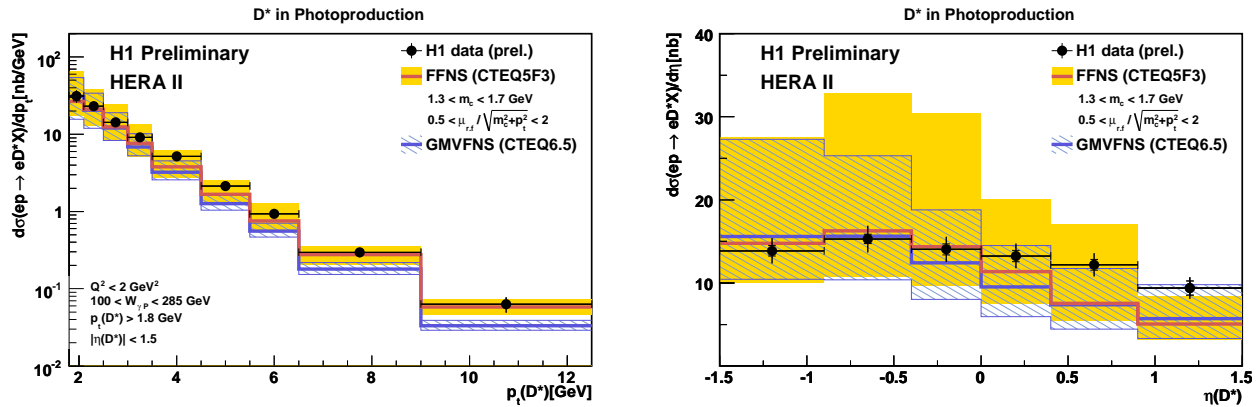 D* in Photoproduction
dσ(ep → eD*X)/dp_t[nb/GeV]
10²
10
1
10⁻¹
10⁻²
H1 Preliminary
HERA II
H1 data (prel.)
FFNS (CTEQ5F3)
1.3 < m_c < 1.7 GeV
0.5 < μ_r,f / √m_c²+p_t² < 2
GMVFNS (CTEQ6.5)
Q² < 2 GeV²
100 < W_γP < 285 GeV
p_t(D*) > 1.8 GeV
|η(D*)| < 1.5
2 4 6 8 10 12
p_t(D*)[GeV]
D* in Photoproduction
dσ(ep → eD*X)/dη[nb]
40
30
20
10
0
H1 Preliminary
HERA II
H1 data (prel.)
FFNS (CTEQ5F3)
1.3 < m_c < 1.7 GeV
0.5 < μ_r,f / √m_c²+p_t² < 2
GMVFNS (CTEQ6.5)
-1.5 -1 -0.5 0 0.5 1 1.5
η(D*)